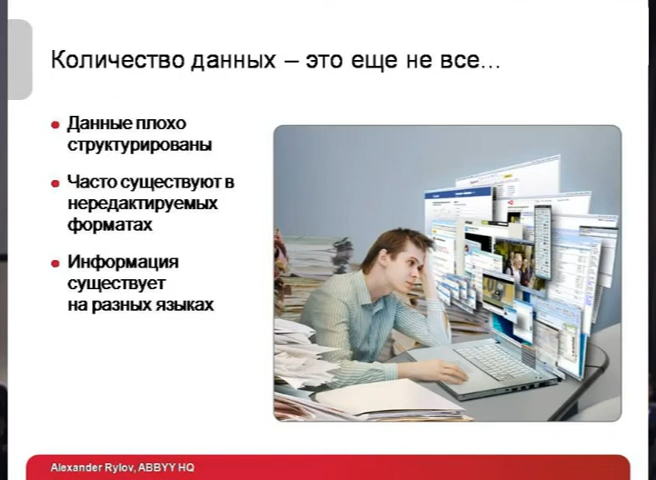 Количество данных – это еще не все...
Данные плохо
структурированы
Часто существуют в
нередактируемых
форматах
Информация
существует
на разных языках
Alexander Rylov, ABBYY HQ